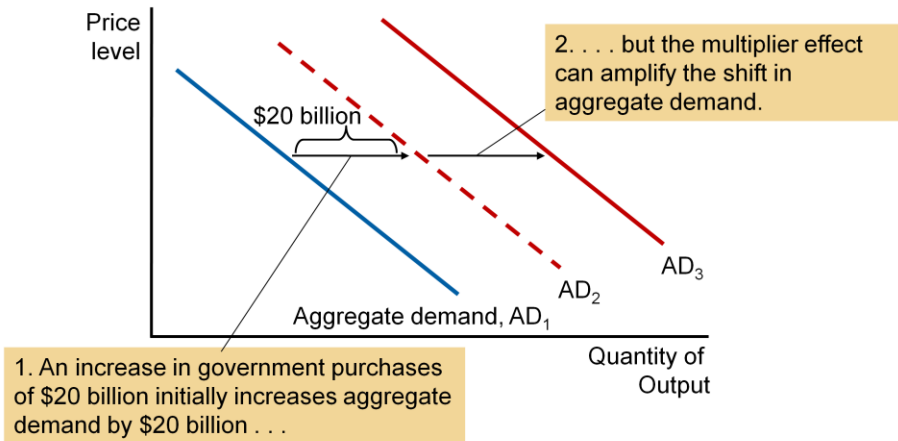 Price
level
2. . . . but the multiplier effect
can amplify the shift in
aggregate demand.
$20 billion
AD₃
AD₂
Aggregate demand, AD₁
Quantity of
Output
1. An increase in government purchases
of $20 billion initially increases aggregate
demand by $20 billion . . .